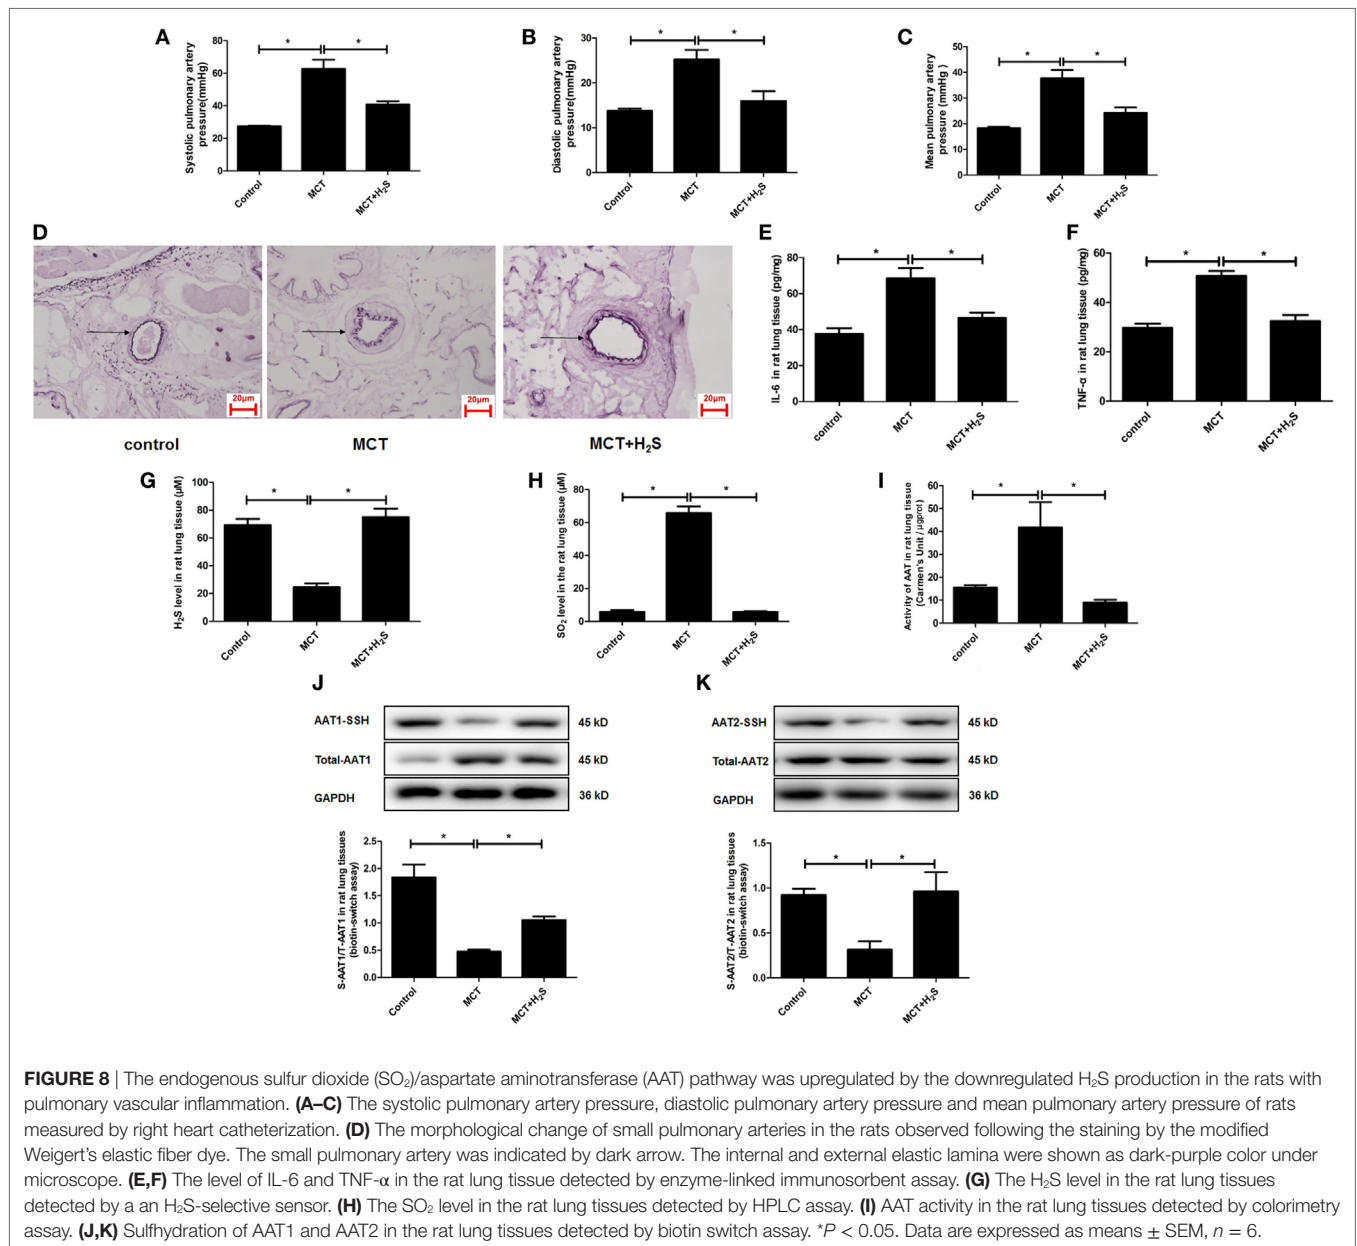 A
Systolic pulmonary artery
pressure(mmHg)
80
60
40
20
0
*
*
Control
MCT
MCT+H₂S
B
Diastolic pulmonary artery
pressure(mmHg)
30
20
10
0
*
*
Control
MCT
MCT+H₂S
C
Mean pulmonary artery
pressure (mmHg )
50
40
30
20
10
0
*
*
Control
MCT
MCT+H₂S
D
20μm
20μm
20μm
control
MCT
MCT+H₂S
E
IL-6 in rat lung tissue (pg/mg)
80
60
40
20
0
*
*
control
MCT
MCT+H₂S
F
TNF-α in rat lung tissue (pg/mg)
80
60
40
20
0
*
*
control
MCT
MCT+H₂S
G
H₂S level in rat lung tissue (μM)
100
80
60
40
20
0
*
*
Control
MCT
MCT+H₂S
H
SO₂ level in the rat lung tissue (μM)
80
60
40
20
0
*
*
Control
MCT
MCT+H₂S
I
Activity of AAT in rat lung tissue
(Carmen's Unit / μgprot)
60
50
40
30
20
10
0
*
*
control
MCT
MCT+H₂S
J
AAT1-SSH
45 kD
Total-AAT1
45 kD
GAPDH
36 kD
S-AAT1/T-AAT1 in rat lung tissues
(biotin-switch assay)
2.5
2.0
1.5
1.0
0.5
0.0
*
*
Control
MCT
MCT+H₂S
K
AAT2-SSH
45 kD
Total-AAT2
45 kD
GAPDH
36 kD
S-AAT2/T-AAT2 in rat lung tissues
(biotin-switch assay)
1.5
1.0
0.5
0.0
*
*
Control
MCT
MCT+H₂S
FIGURE 8 | The endogenous sulfur dioxide (SO₂)/aspartate aminotransferase (AAT) pathway was upregulated by the downregulated H₂S production in the rats with
pulmonary vascular inflammation. (A–C) The systolic pulmonary artery pressure, diastolic pulmonary artery pressure and mean pulmonary artery pressure of rats
measured by right heart catheterization. (D) The morphological change of small pulmonary arteries in the rats observed following the staining by the modified
Weigert's elastic fiber dye. The small pulmonary artery was indicated by dark arrow. The internal and external elastic lamina were shown as dark-purple color under
microscope. (E,F) The level of IL-6 and TNF-α in the rat lung tissue detected by enzyme-linked immunosorbent assay. (G) The H₂S level in the rat lung tissues
detected by a an H₂S-selective sensor. (H) The SO₂ level in the rat lung tissues detected by HPLC assay. (I) AAT activity in the rat lung tissues detected by colorimetry
assay. (J,K) Sulfhydration of AAT1 and AAT2 in the rat lung tissues detected by biotin switch assay. *P < 0.05. Data are expressed as means ± SEM, n = 6.